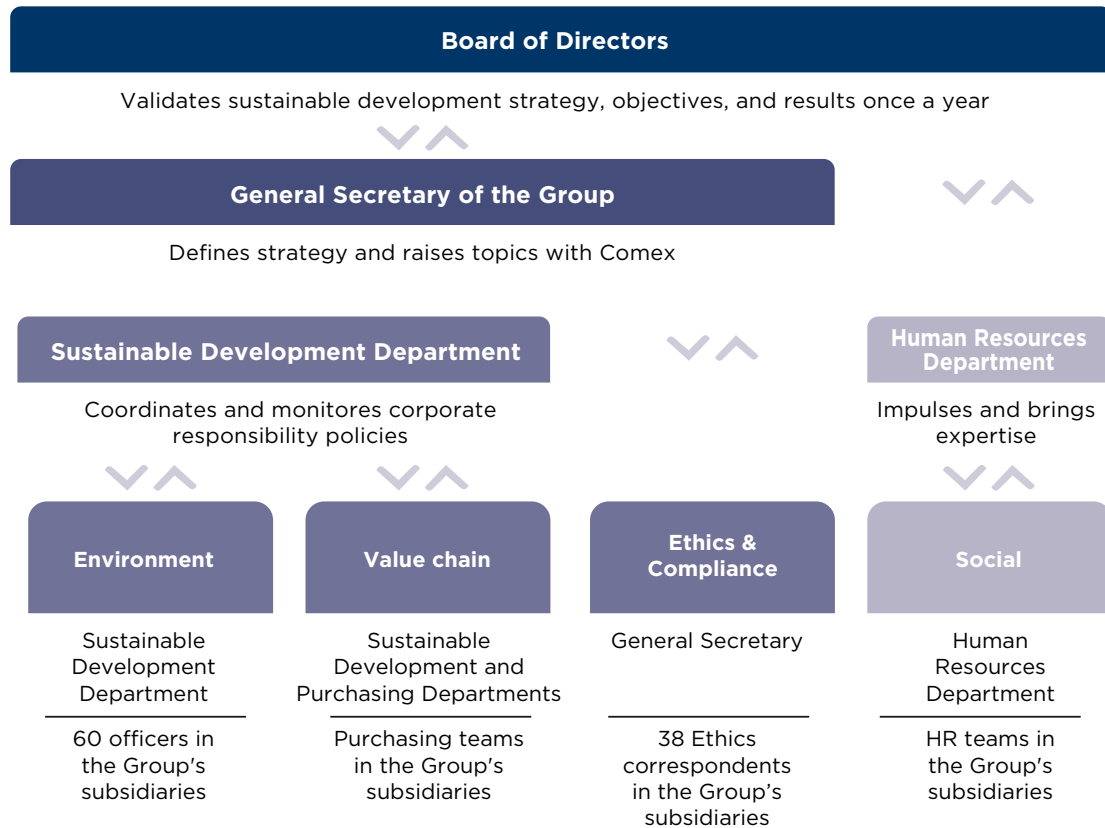 Board of Directors
Validates sustainable development strategy, objectives, and results once a year
General Secretary of the Group
Defines strategy and raises topics with Comex
Sustainable Development Department
Coordinates and monitores corporate
responsibility policies
Human Resources
Department
Impulses and brings
expertise
Environment
Sustainable
Development
Department
60 officers in
the Group's
subsidiaries
Value chain
Sustainable
Development and
Purchasing Departments
Purchasing teams
in the Group's
subsidiaries
Ethics &
Compliance
General Secretary
38 Ethics
correspondents
in the Group’s
subsidiaries
Social
Human
Resources
Department
HR teams in
the Group's
subsidiaries